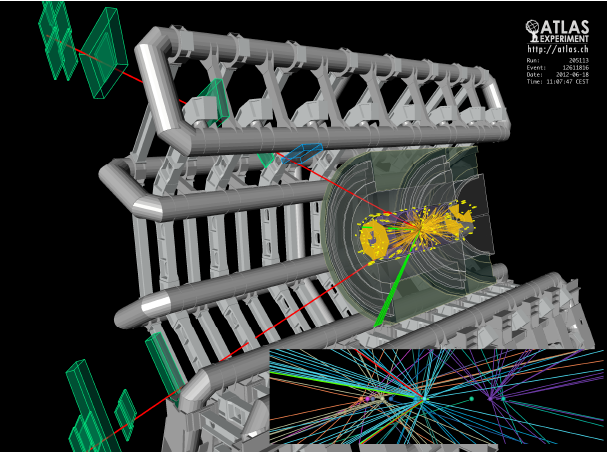 ATLAS
EXPERIMENT
http://atlas.ch
Run: 205113
Event: 12611816
Date: 2012-06-18
Time: 11:07:47 CEST